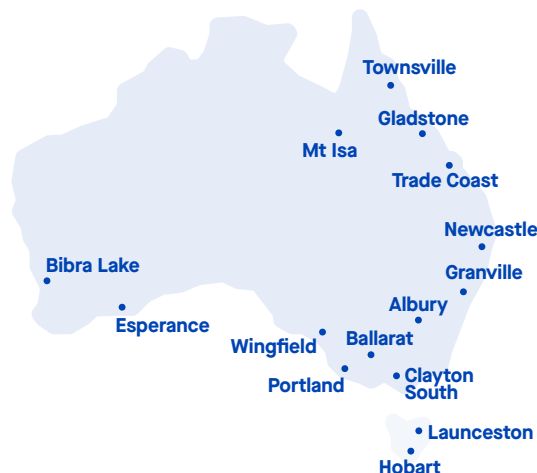 Townsville
Gladstone
Mt Isa
Trade Coast
Newcastle
Bibra Lake
Granville
Albury
Esperance
Ballarat
Wingfield
Portland
Clayton
South
Launceston
Hobart